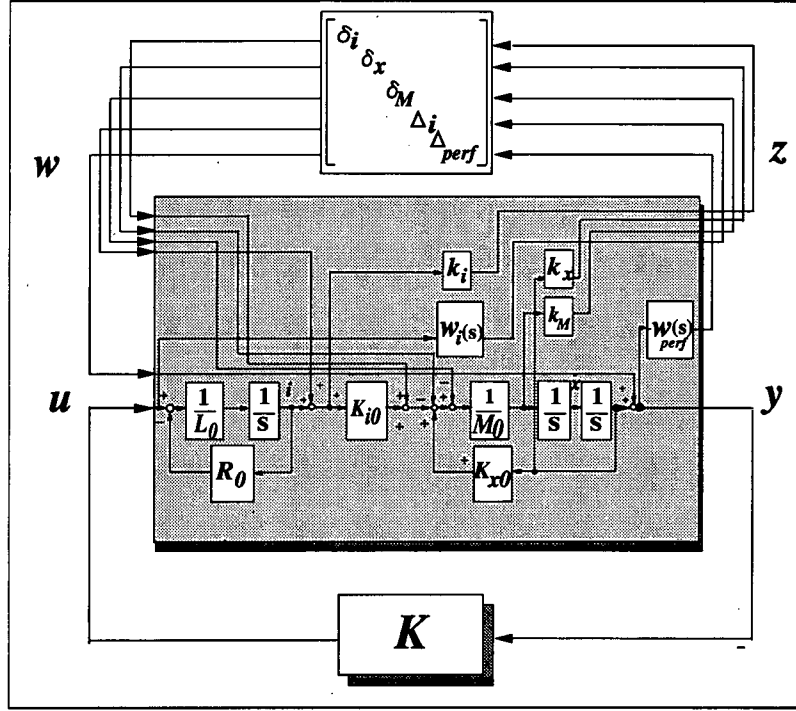 δi
δx
δM
Δi
Δperf
w
z
ki
kx
wi(s)
kM
w(s)
perf
u
+
−
1
L0
1
s
i
+
+
+
Ki0
+
+
−
+
−
+
1
M0
ẋ
1
s
1
s
+
+
y
R0
+
Kx0
K
-